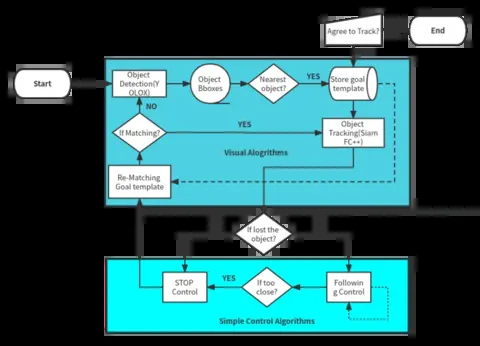 Agree to Track?
End
Start
Object
Detection(Y
OLOX)
Object
Bboxes
Nearest
object?
YES
Store goal
template
NO
If Matching?
YES
Object
Tracking(Siam
FC++)
Visual Alogrithms
Re-Matching
Goal template
If lost the
object?
STOP
Control
YES
If too
close?
Followin
g Control
Simple Control Algorithms